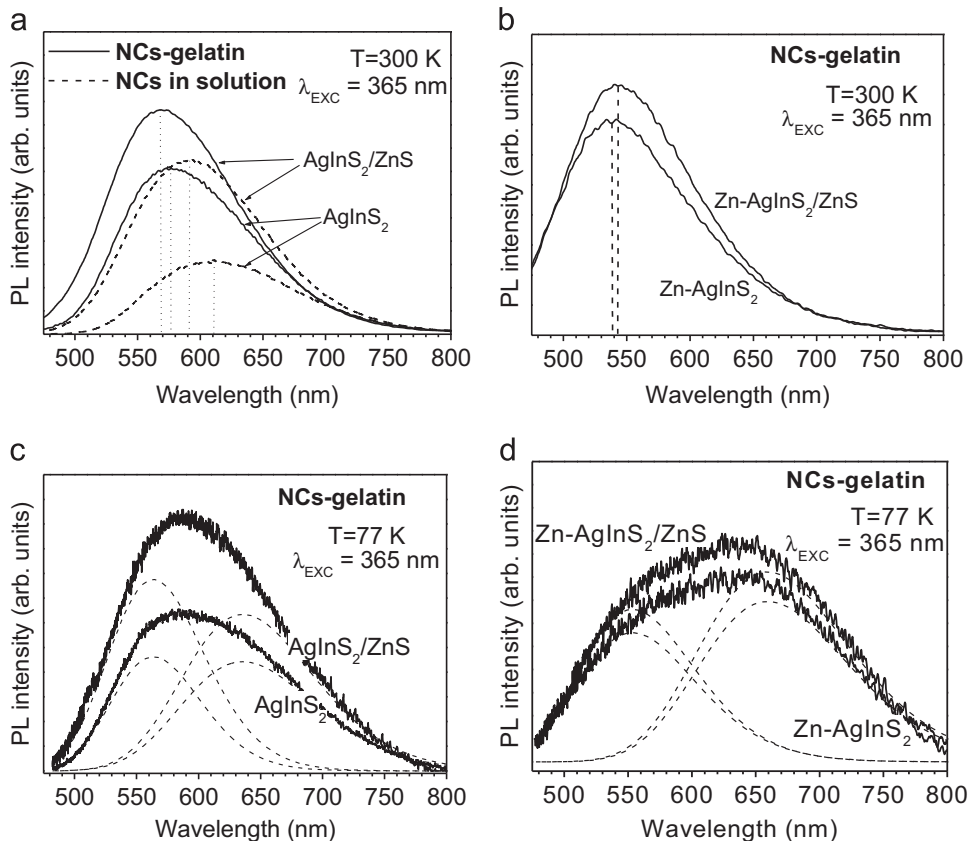 a
NCs-gelatin
NCs in solution
T=300 K
λEXC = 365 nm
AgInS2/ZnS
AgInS2
PL intensity (arb. units)
500 550 600 650 700 750 800
Wavelength (nm)
b
NCs-gelatin
T=300 K
λEXC = 365 nm
Zn-AgInS2/ZnS
Zn-AgInS2
PL intensity (arb. units)
500 550 600 650 700 750 800
Wavelength (nm)
c
NCs-gelatin
T=77 K
λEXC = 365 nm
AgInS2/ZnS
AgInS2
PL intensity (arb. units)
500 550 600 650 700 750 800
Wavelength (nm)
d
NCs-gelatin
T=77 K
Zn-AgInS2/ZnS
λEXC = 365 nm
Zn-AgInS2
PL intensity (arb. units)
500 550 600 650 700 750 800
Wavelength (nm)